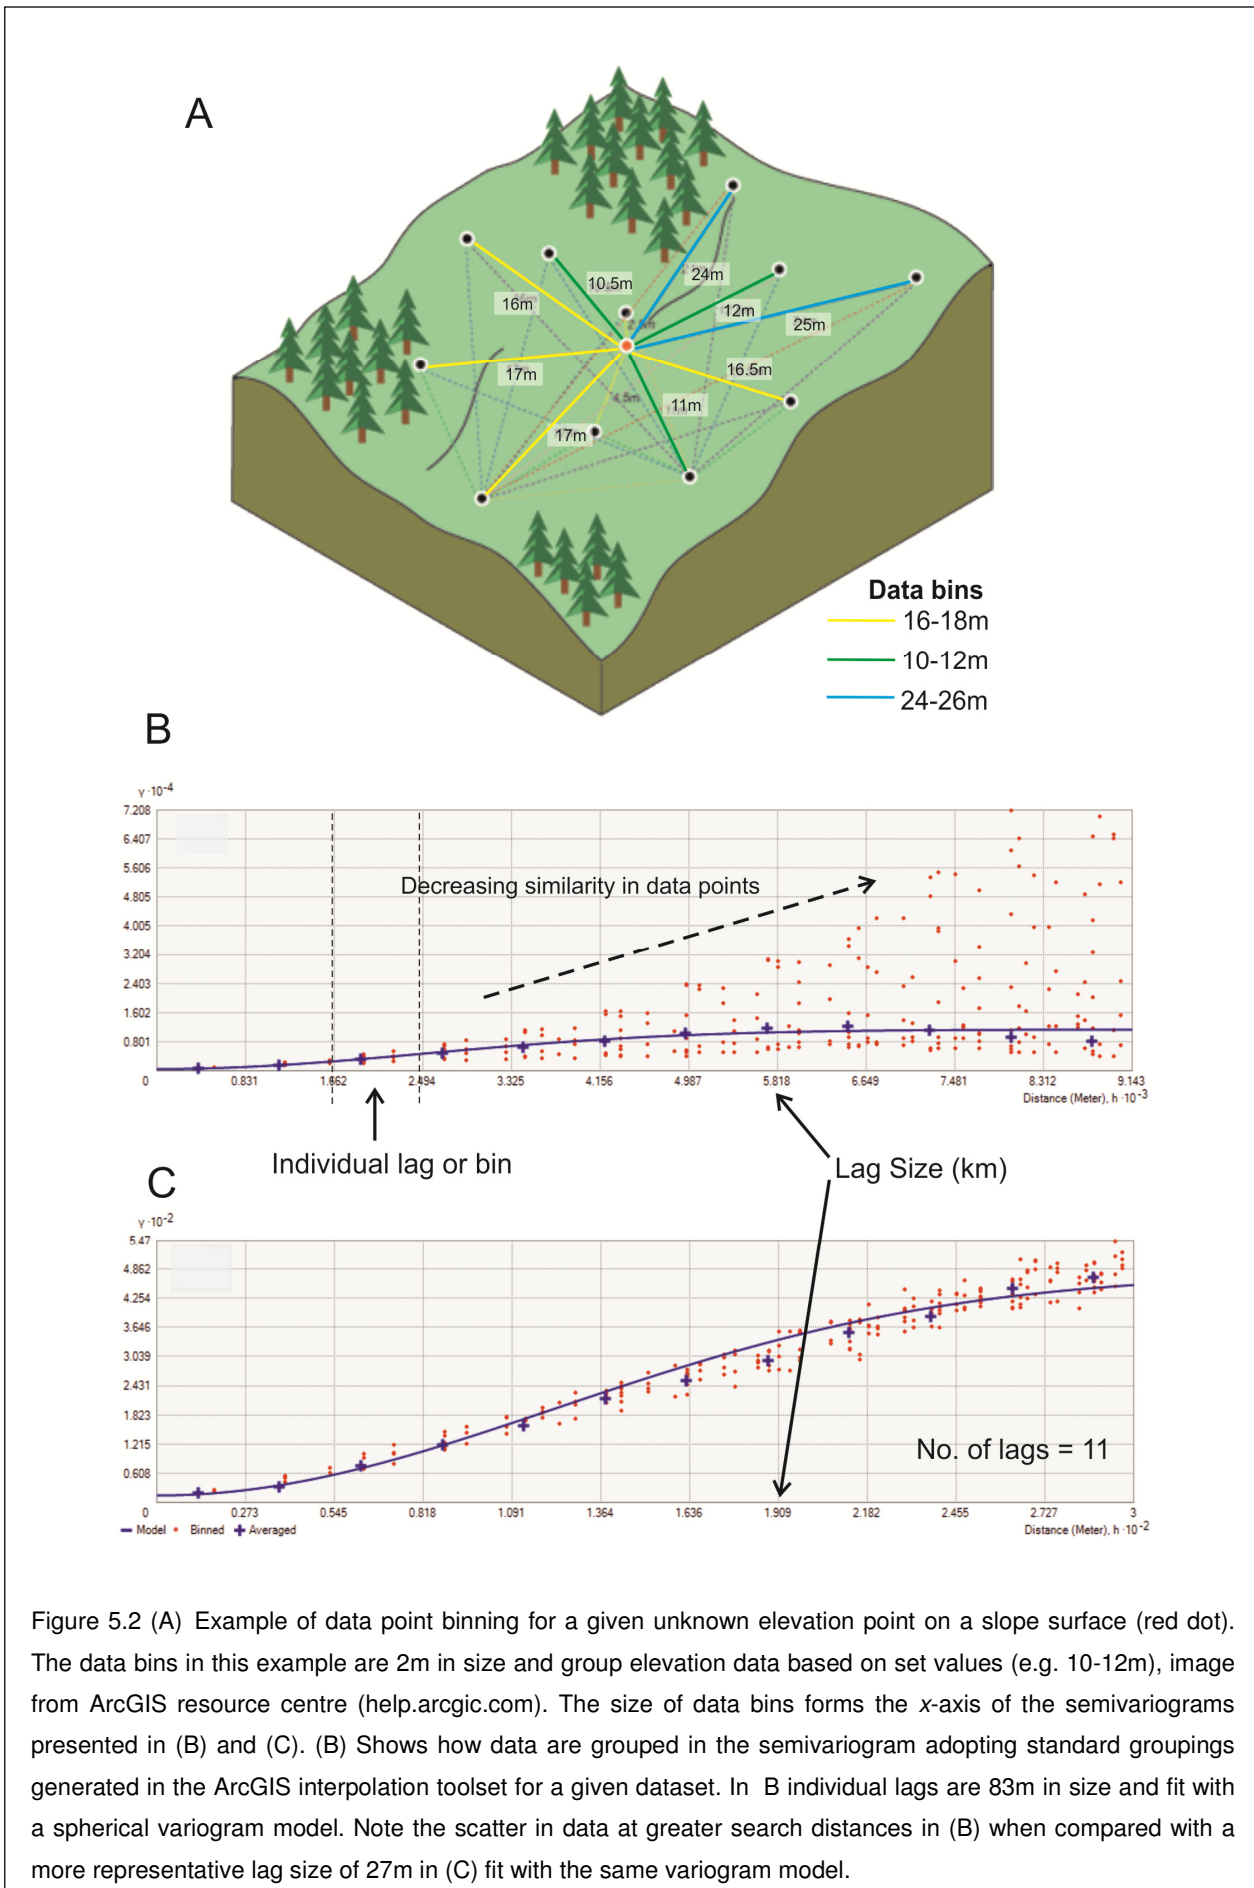 A
10.5m
24m
16m
12m
25m
17m
16.5m
11m
17m
Data bins
16-18m
10-12m
24-26m
B
γ·10⁻⁴
7.208
6.407
5.606
4.805
4.005
3.204
2.403
1.602
0.801
Decreasing similarity in data points
0 0.831 1.662 2.494 3.325 4.156 4.987 5.818 6.649 7.481 8.312 9.143
Distance (Meter), h·10⁻³
Individual lag or bin
Lag Size (km)
C
γ·10⁻²
5.47
4.862
4.254
3.646
3.039
2.431
1.823
1.215
0.608
No. of lags = 11
0 0.273 0.545 0.818 1.091 1.364 1.636 1.909 2.182 2.455 2.727 3
Model Binned Averaged
Distance (Meter), h·10⁻²
Figure 5.2 (A) Example of data point binning for a given unknown elevation point on a slope surface (red dot).
The data bins in this example are 2m in size and group elevation data based on set values (e.g. 10-12m), image
from ArcGIS resource centre (help.arcgic.com). The size of data bins forms the x-axis of the semivariograms
presented in (B) and (C). (B) Shows how data are grouped in the semivariogram adopting standard groupings
generated in the ArcGIS interpolation toolset for a given dataset. In B individual lags are 83m in size and fit with
a spherical variogram model. Note the scatter in data at greater search distances in (B) when compared with a
more representative lag size of 27m in (C) fit with the same variogram model.